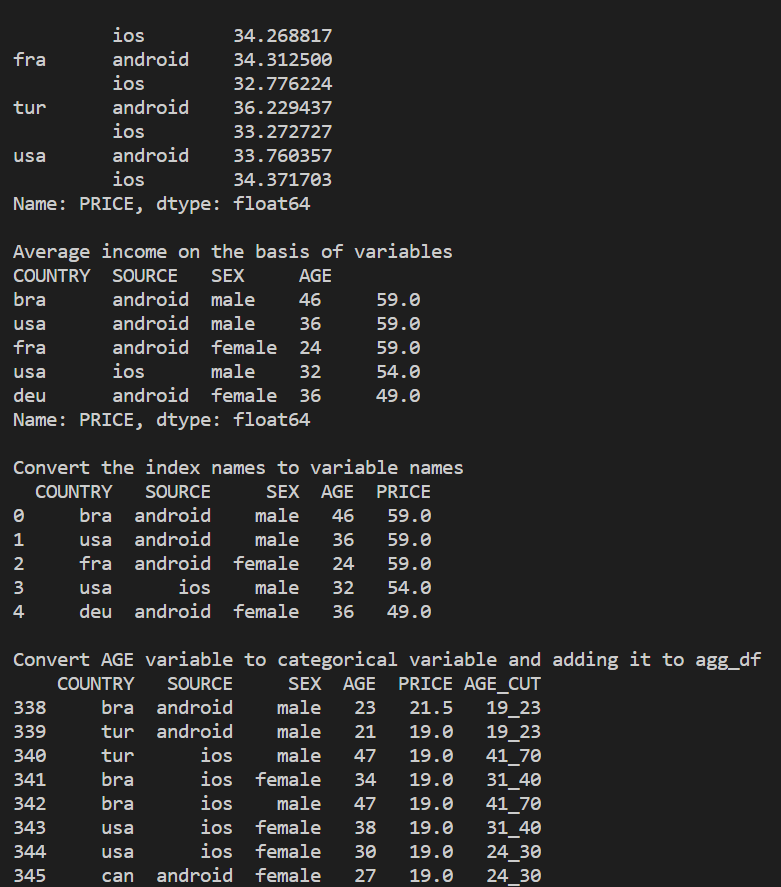 ios 34.268817
fra android 34.312500
ios 32.776224
tur android 36.229437
ios 33.272727
usa android 33.760357
ios 34.371703
Name: PRICE, dtype: float64
Average income on the basis of variables
COUNTRY SOURCE SEX AGE
bra android male 46 59.0
usa android male 36 59.0
fra android female 24 59.0
usa ios male 32 54.0
deu android female 36 49.0
Name: PRICE, dtype: float64
Convert the index names to variable names
COUNTRY SOURCE SEX AGE PRICE
0 bra android male 46 59.0
1 usa android male 36 59.0
2 fra android female 24 59.0
3 usa ios male 32 54.0
4 deu android female 36 49.0
Convert AGE variable to categorical variable and adding it to agg_df
COUNTRY SOURCE SEX AGE PRICE AGE_CUT
338 bra android male 23 21.5 19_23
339 tur android male 21 19.0 19_23
340 tur ios male 47 19.0 41_70
341 bra ios female 34 19.0 31_40
342 bra ios male 47 19.0 41_70
343 usa ios female 38 19.0 31_40
344 usa ios female 30 19.0 24_30
345 can android female 27 19.0 24_30